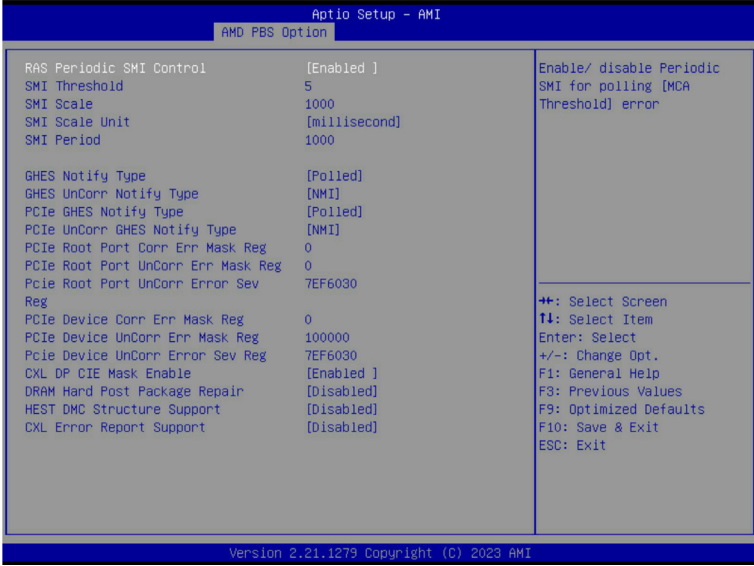 Aptio Setup – AMI
AMD PBS Option
RAS Periodic SMI Control [Enabled ]
SMI Threshold 5
SMI Scale 1000
SMI Scale Unit [millisecond]
SMI Period 1000
GHES Notify Type [Polled]
GHES UnCorr Notify Type [NMI]
PCIe GHES Notify Type [Polled]
PCIe UnCorr GHES Notify Type [NMI]
PCIe Root Port Corr Err Mask Reg 0
PCIe Root Port UnCorr Err Mask Reg 0
Pcie Root Port UnCorr Error Sev 7EF6030
Reg
PCIe Device Corr Err Mask Reg 0
PCIe Device UnCorr Err Mask Reg 100000
Pcie Device UnCorr Error Sev Reg 7EF6030
CXL DP CIE Mask Enable [Enabled ]
DRAM Hard Post Package Repair [Disabled]
HEST DMC Structure Support [Disabled]
CXL Error Report Support [Disabled]
Enable/ disable Periodic
SMI for polling [MCA
Threshold] error
→←: Select Screen
↑↓: Select Item
Enter: Select
+/-: Change Opt.
F1: General Help
F3: Previous Values
F9: Optimized Defaults
F10: Save & Exit
ESC: Exit
Version 2.21.1279 Copyright (C) 2023 AMI